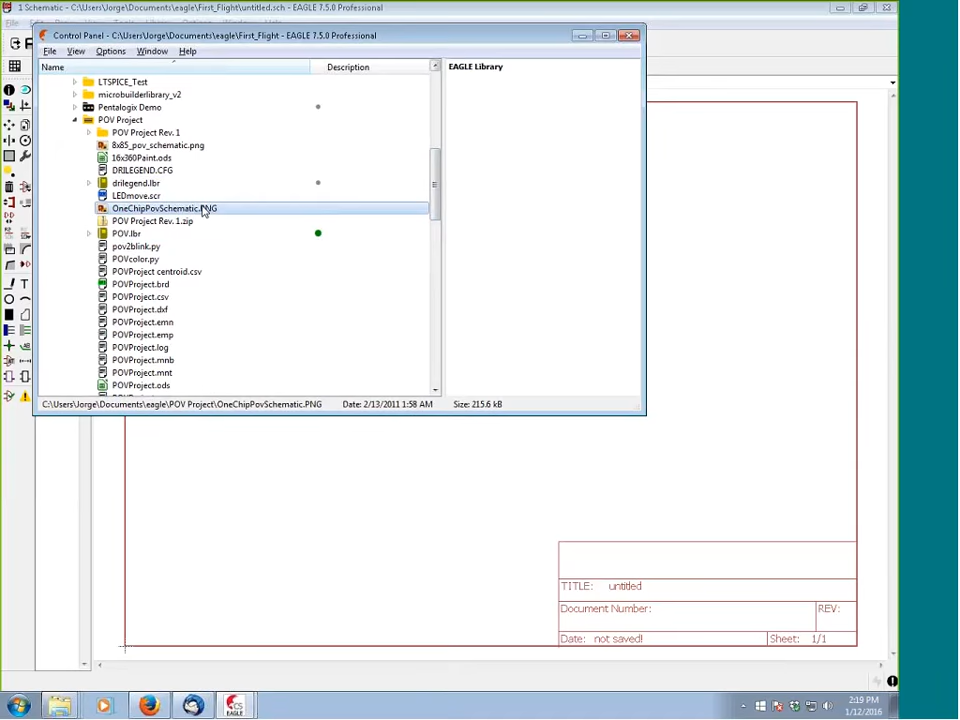 1 Schematic - C:\Users\Jorge\Documents\eagle\First_Flight\untitled.sch - EAGLE 7.5.0 Professional
Control Panel - C:\Users\Jorge\Documents\eagle\First_Flight - EAGLE 7.5.0 Professional
File View Options Window Help
Name Description
EAGLE Library
LTSPICE_Test
microbuilderlibrary_v2
Pentalogix Demo
POV Project
POV Project Rev. 1
8x85_pov_schematic.png
16x360Paint.ods
DRILEGEND.CFG
drilegend.lbr
LEDmove.scr
OneChipPovSchematic.PNG
POV Project Rev. 1.zip
POV.lbr
pov2blink.py
POVcolor.py
POVProject centroid.csv
POVProject.brd
POVProject.csv
POVProject.dxf
POVProject.emn
POVProject.emp
POVProject.log
POVProject.mnb
POVProject.mnt
POVProject.ods
C:\Users\Jorge\Documents\eagle\POV Project\OneChipPovSchematic.PNG Date: 2/13/2011 1:58 AM Size: 215.6 kB
TITLE: untitled
Document Number:
REV:
Date: not saved!
Sheet: 1/1
CS
EAGLE
2:19 PM
1/12/2016